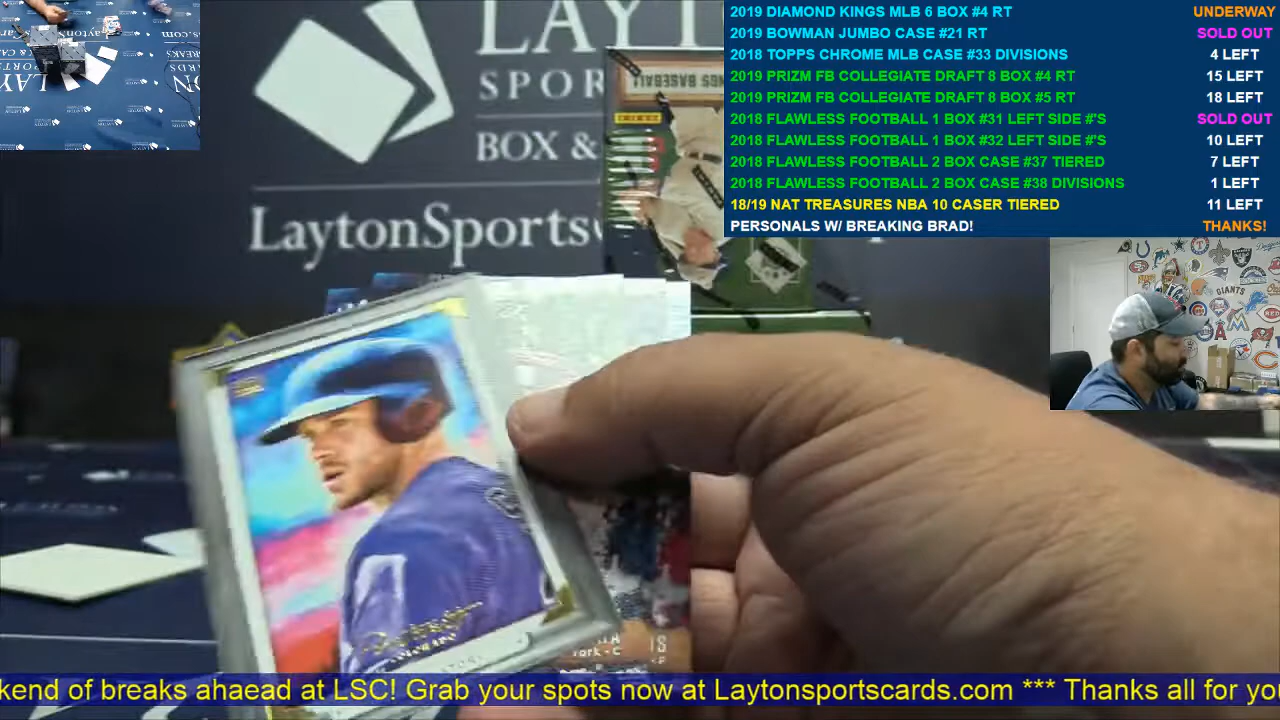 2019 DIAMOND KINGS MLB 6 BOX #4 RT UNDERWAY
2019 BOWMAN JUMBO CASE #21 RT SOLD OUT
2018 TOPPS CHROME MLB CASE #33 DIVISIONS 4 LEFT
2019 PRIZM FB COLLEGIATE DRAFT 8 BOX #4 RT 15 LEFT
2019 PRIZM FB COLLEGIATE DRAFT 8 BOX #5 RT 18 LEFT
2018 FLAWLESS FOOTBALL 1 BOX #31 LEFT SIDE #'S SOLD OUT
2018 FLAWLESS FOOTBALL 1 BOX #32 LEFT SIDE #'S 10 LEFT
2018 FLAWLESS FOOTBALL 2 BOX CASE #37 TIERED 7 LEFT
2018 FLAWLESS FOOTBALL 2 BOX CASE #38 DIVISIONS 1 LEFT
18/19 NAT TREASURES NBA 10 CASER TIERED 11 LEFT
PERSONALS W/ BREAKING BRAD! THANKS!
LAYT
SPOR
BOX &
LaytonSports
NGS BASEBALL
GIANTS
kend of breaks ahaead at LSC! Grab your spots now at Laytonsportscards.com *** Thanks all for you